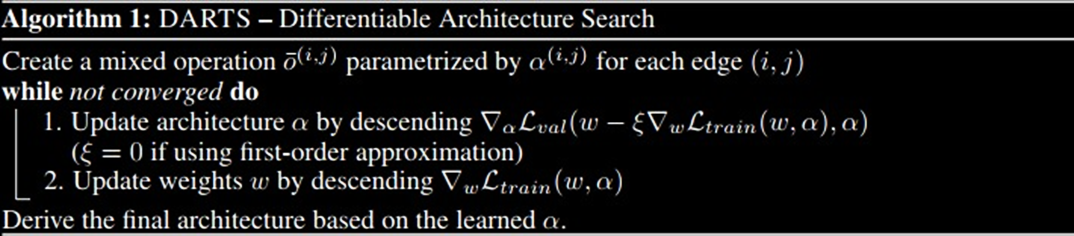 Algorithm 1: DARTS – Differentiable Architecture Search
Create a mixed operation ō^(i,j) parametrized by α^(i,j) for each edge (i, j)
while not converged do
1. Update architecture α by descending ∇_α ℒ_val(w − ξ∇_w ℒ_train(w, α), α)
(ξ = 0 if using first-order approximation)
2. Update weights w by descending ∇_w ℒ_train(w, α)
Derive the final architecture based on the learned α.